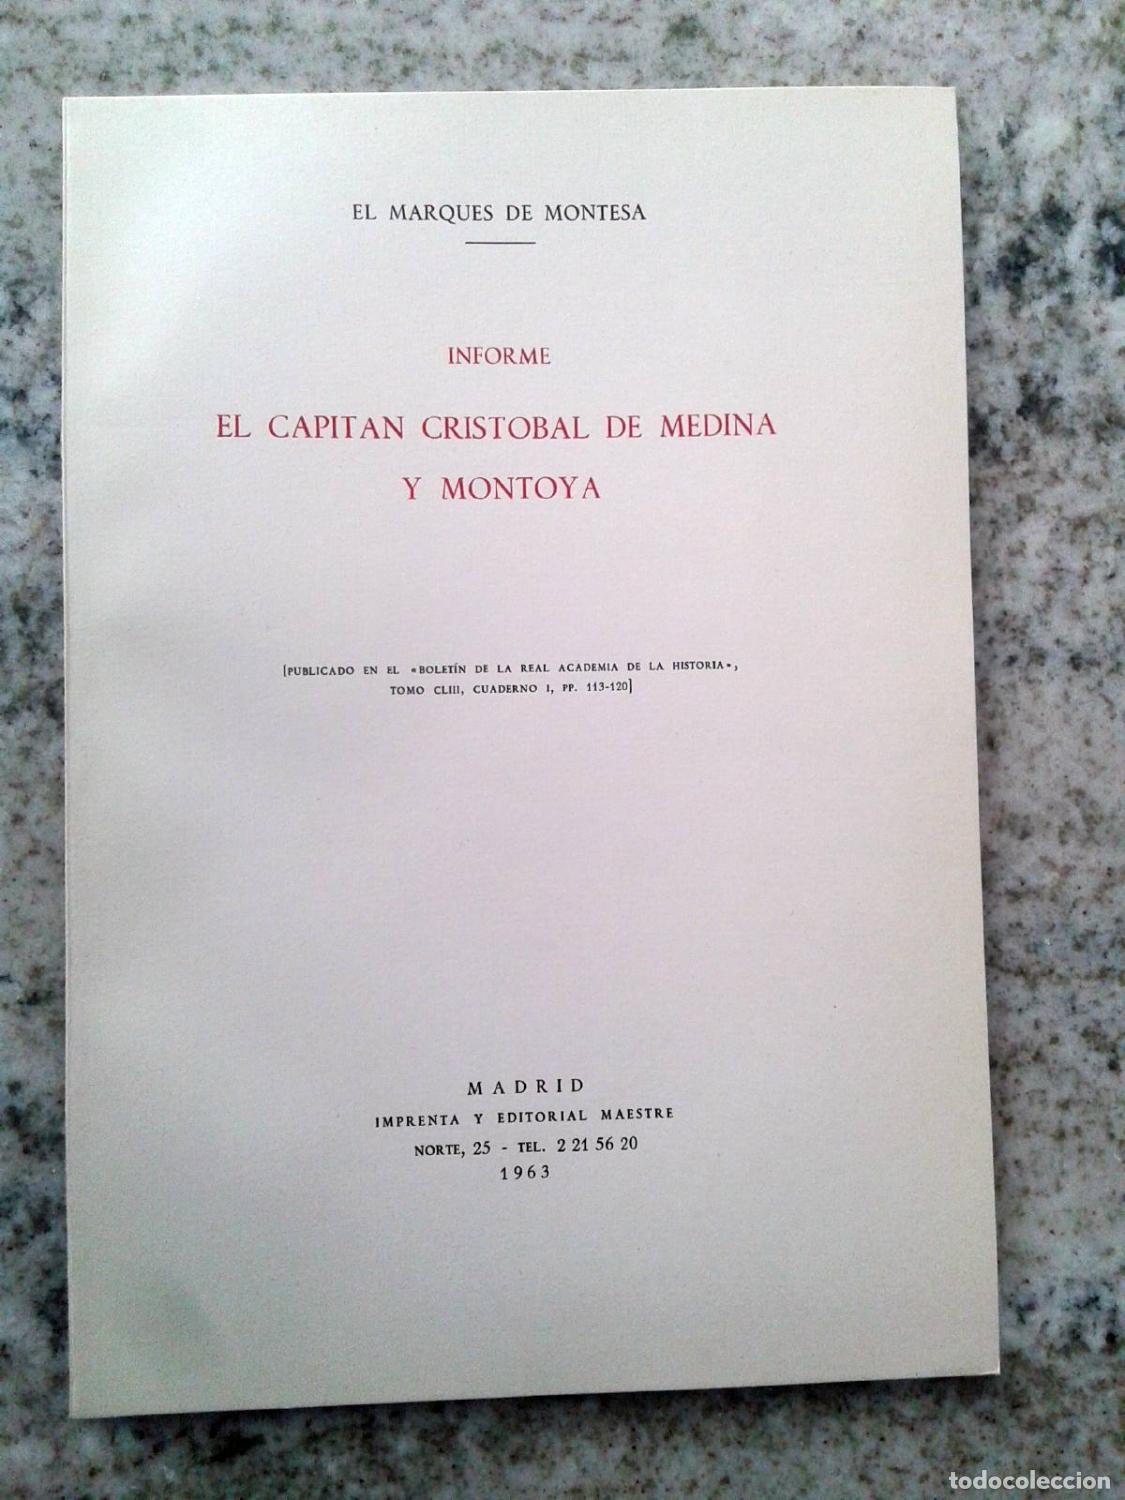 EL MARQUES DE MONTESA
INFORME
EL CAPITAN CRISTOBAL DE MEDINA
Y MONTOYA
[PUBLICADO EN EL «BOLETÍN DE LA REAL ACADEMIA DE LA HISTORIA»,
TOMO CLIII, CUADERNO I, PP. 113-120]
MADRID
IMPRENTA Y EDITORIAL MAESTRE
NORTE, 25 - TEL. 2 21 56 20
1963
todocoleccion